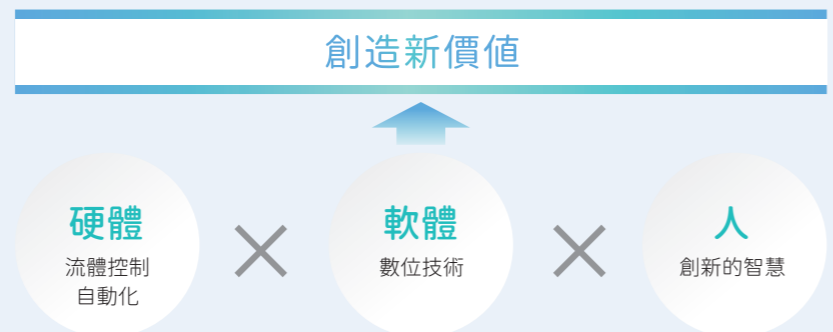 創造新價值
硬體
流體控制
自動化
×
軟體
數位技術
×
人
創新的智慧